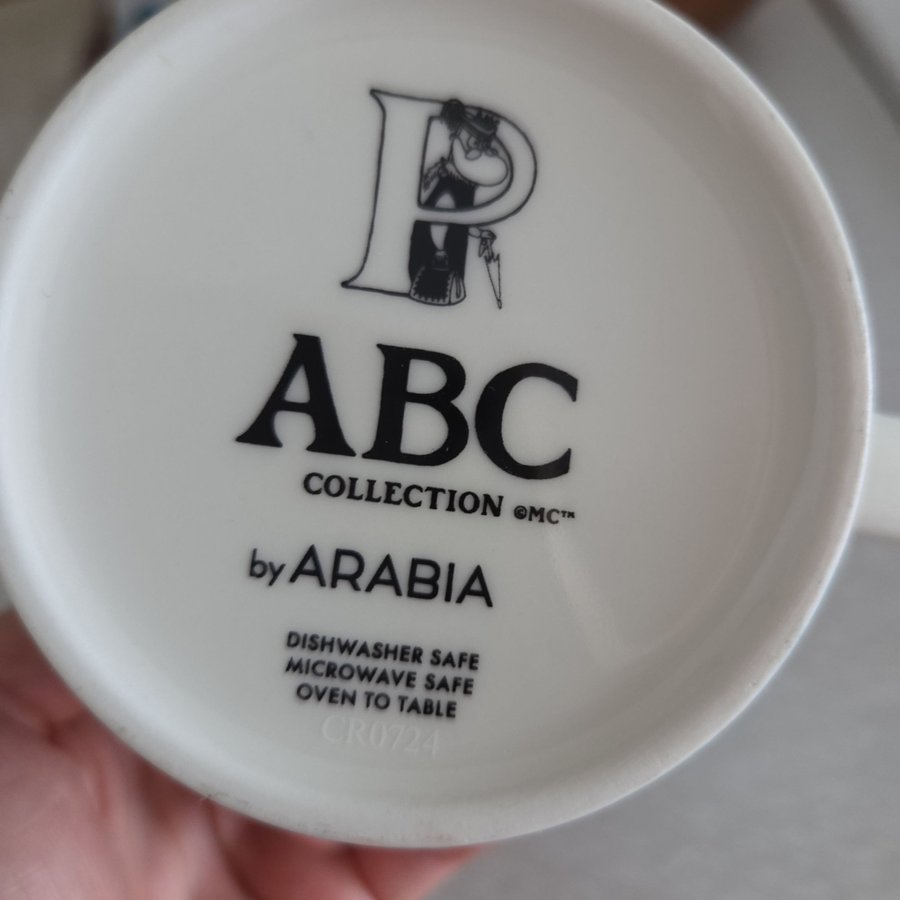 P
ABC
COLLECTION ©MC™
by ARABIA
DISHWASHER SAFE
MICROWAVE SAFE
OVEN TO TABLE
CR0724